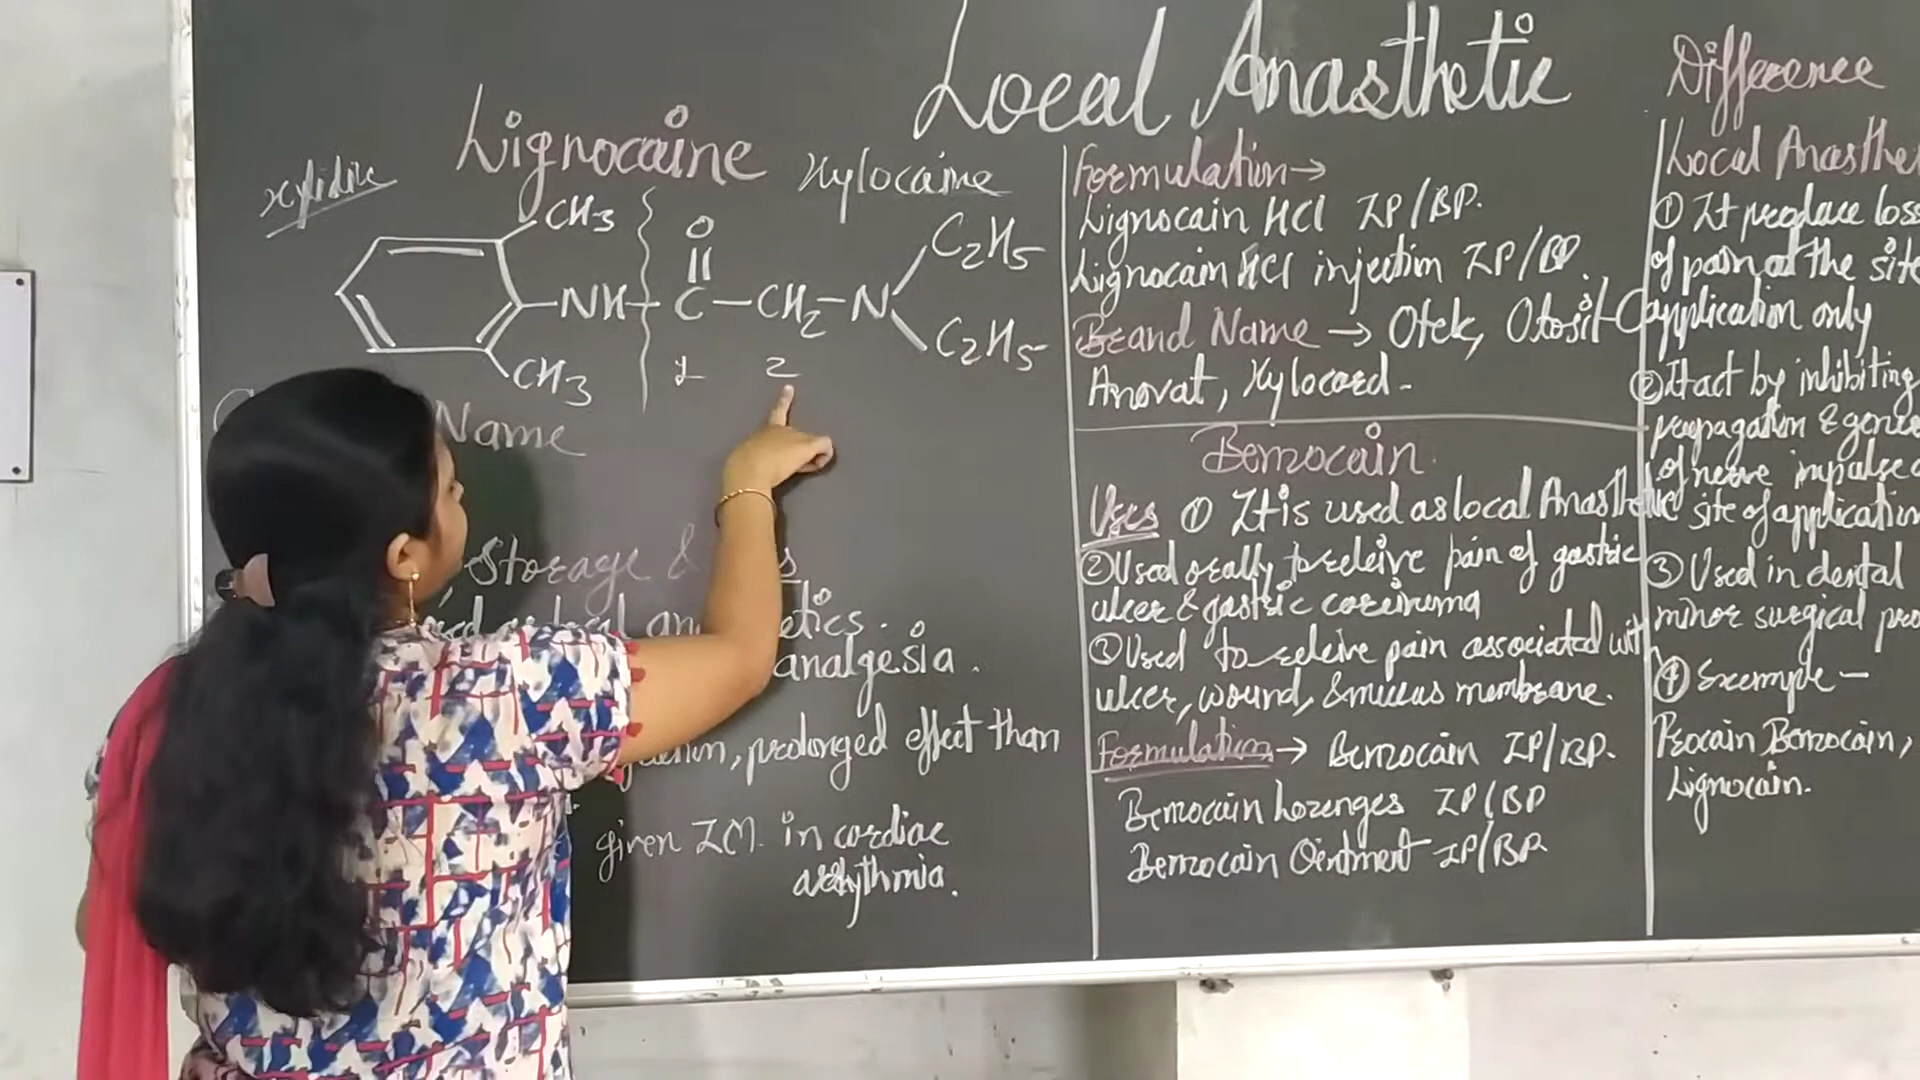 Local Anasthetic
Lignocaine
Xylocaine
xylidine
CH3
O
C2H5
NH - C - CH2 - N
C2H5
CH3
1 2
Name
Storage &
etics.
analgesia.
prolonged effect than
given I.M. in cordiac
arhythmia.
Formulation →
Lignocain HCl IP/BP.
Lignocain HCl injection IP/BP.
Brand Name → Otek, Otosil-C
Anovat, Xylocard-
Benzocain
Uses ① It is used as local Anasthetic
② Used orally to releive pain of gastric
ulcer & gastric carcinoma
③ Used to releive pain associated with
ulcer, wound, & mucus membrane.
Formulation → Benzocain IP/BP.
Benzocain Lozenges IP/BP
Benzocain Ointment IP/BP
Difference
Local Anasthe
① It produce loss
of pain at the site
application only
② It act by inhibiting
propagation & gener
of nerve impulse
site of application
③ Used in dental
minor surgical pro
④ Exempte -
Procain Benzocain,
Lignocain.